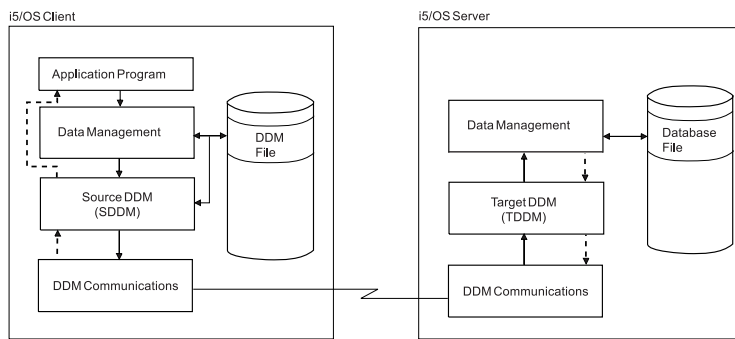 i5/OS Client
Application Program
Data Management
DDM
File
Source DDM
(SDDM)
DDM Communications
i5/OS Server
Data Management
Database
File
Target DDM
(TDDM)
DDM Communications